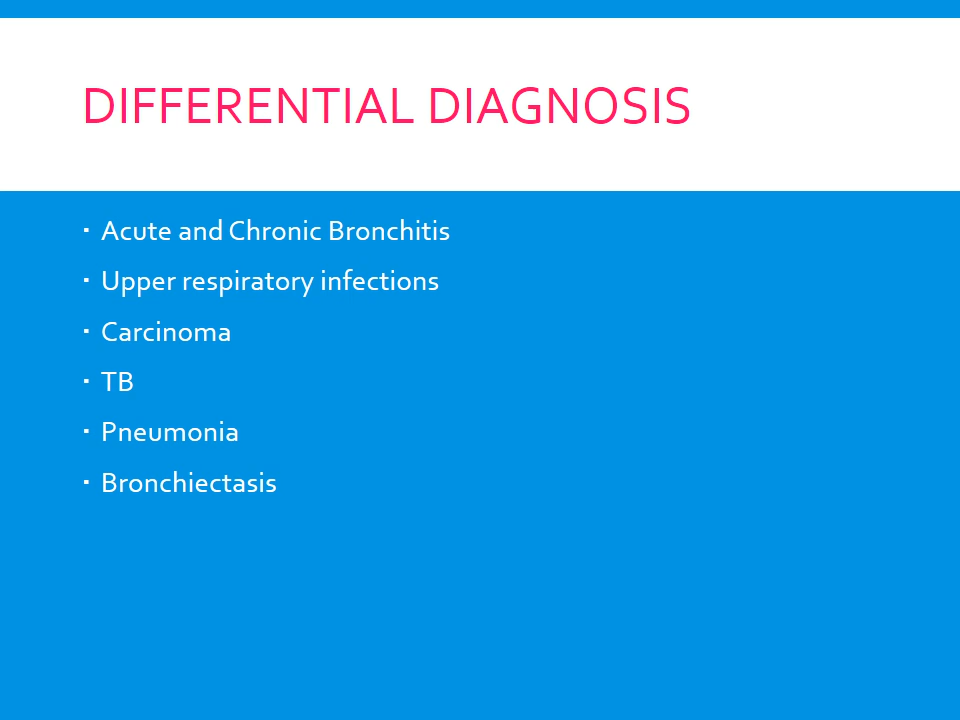 DIFFERENTIAL DIAGNOSIS
▪ Acute and Chronic Bronchitis
▪ Upper respiratory infections
▪ Carcinoma
▪ TB
▪ Pneumonia
▪ Bronchiectasis